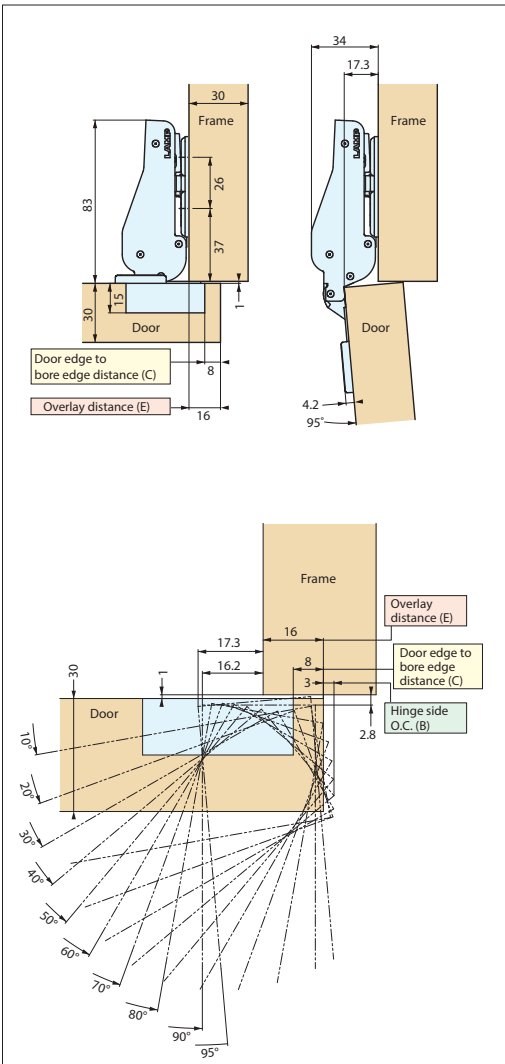 34
17.3
30
Frame
Frame
LAMP
LAMP
83
26
37
15
30
1
Door
Door
Door edge to
bore edge distance (C)
8
Overlay distance (E)
16
4.2
95°
Frame
Overlay
distance (E)
16
17.3
Door edge to
bore edge
distance (C)
8
16.2
3
1
30
Hinge side
O.C. (B)
2.8
Door
10°
20°
30°
40°
50°
60°
70°
80°
90°
95°